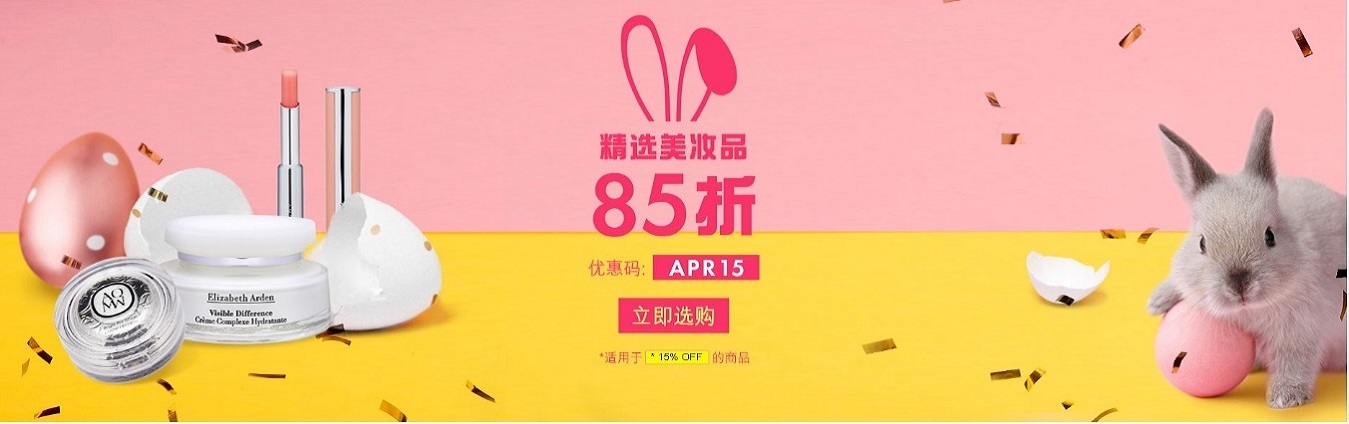 精选美妆品
85折
优惠码: APR15
立即选购
*适用于 * 15% OFF 的商品
Elizabeth Arden
Visible Difference
Crème Complexe Hydratante